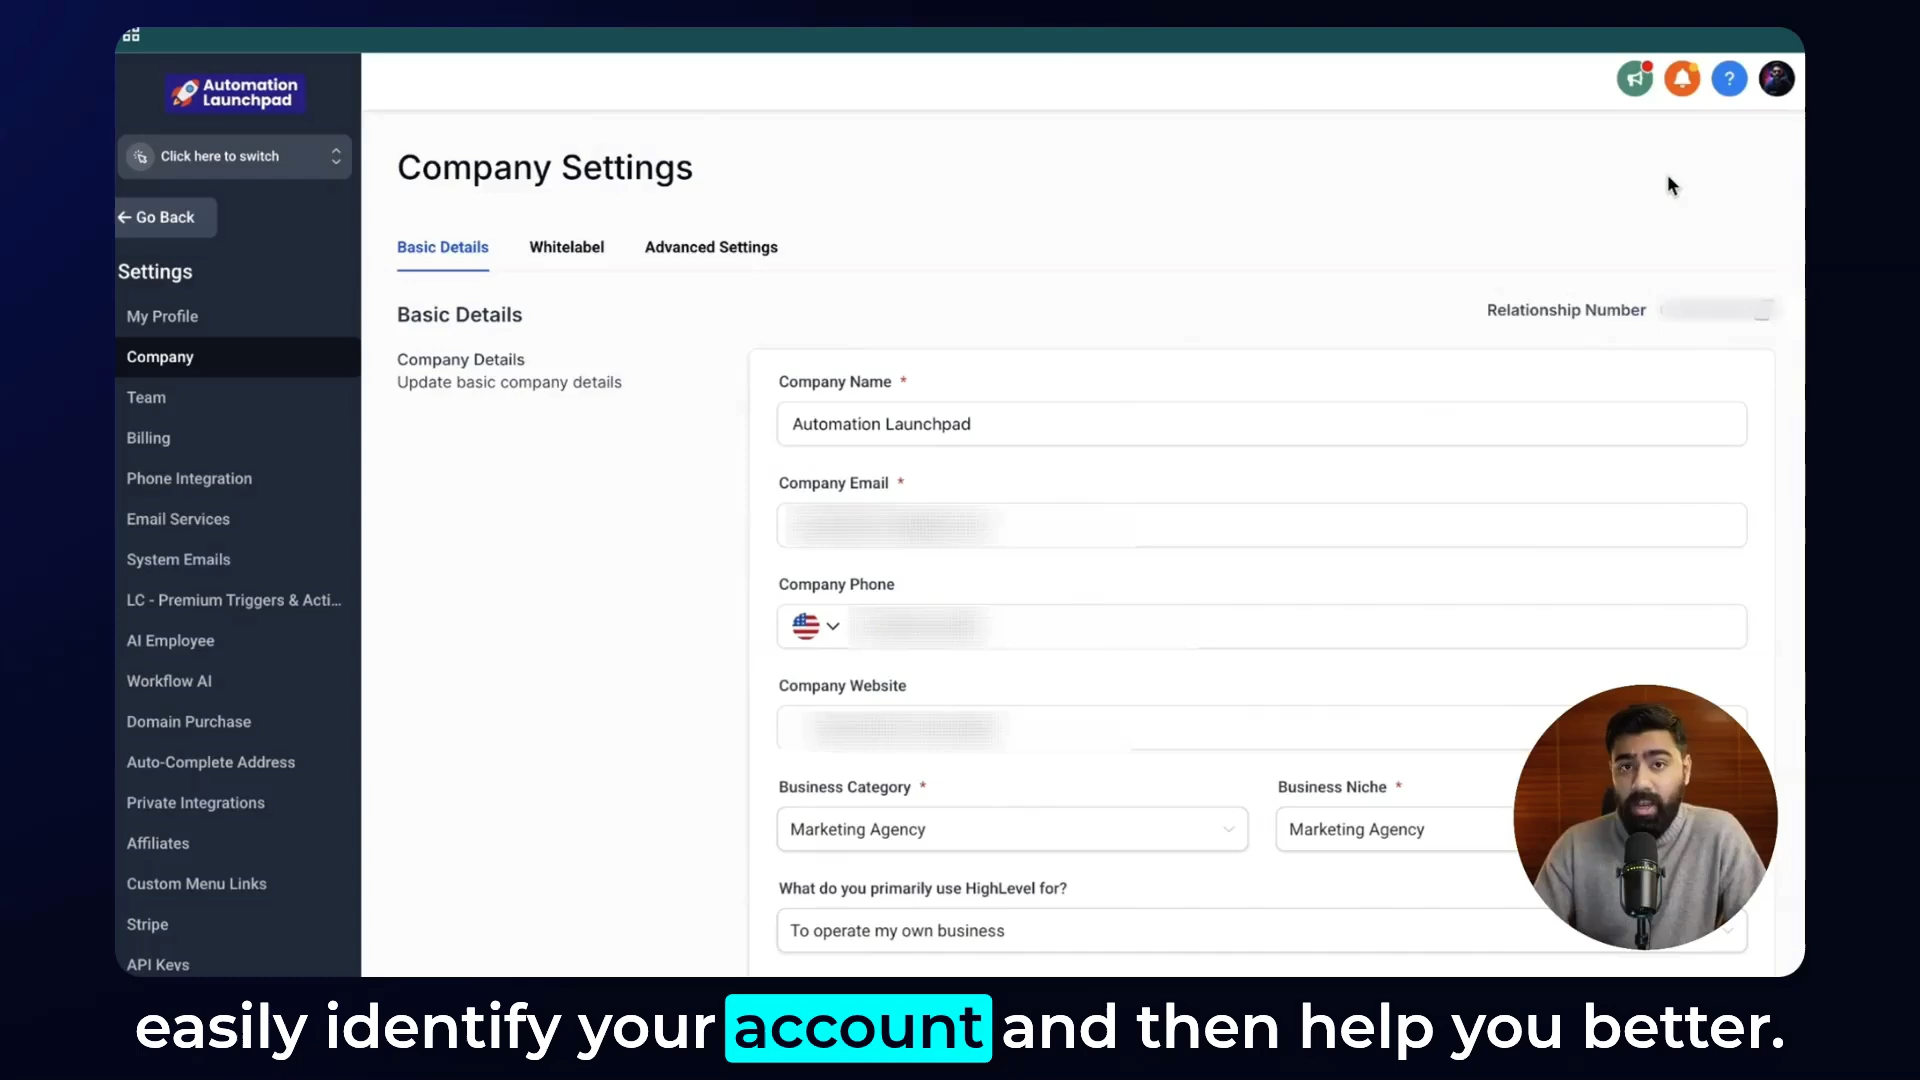 Automation
Launchpad
Click here to switch
Go Back
Settings
My Profile
Company
Team
Billing
Phone Integration
Email Services
System Emails
LC - Premium Triggers & Acti...
AI Employee
Workflow AI
Domain Purchase
Auto-Complete Address
Private Integrations
Affiliates
Custom Menu Links
Stripe
API Keys
?
Company Settings
Basic Details
Whitelabel
Advanced Settings
Basic Details
Relationship Number
Company Details
Update basic company details
Company Name *
Automation Launchpad
Company Email *
Company Phone
Company Website
Business Category *
Business Niche *
Marketing Agency
Marketing Agency
What do you primarily use HighLevel for?
To operate my own business
easily identify your account and then help you better.